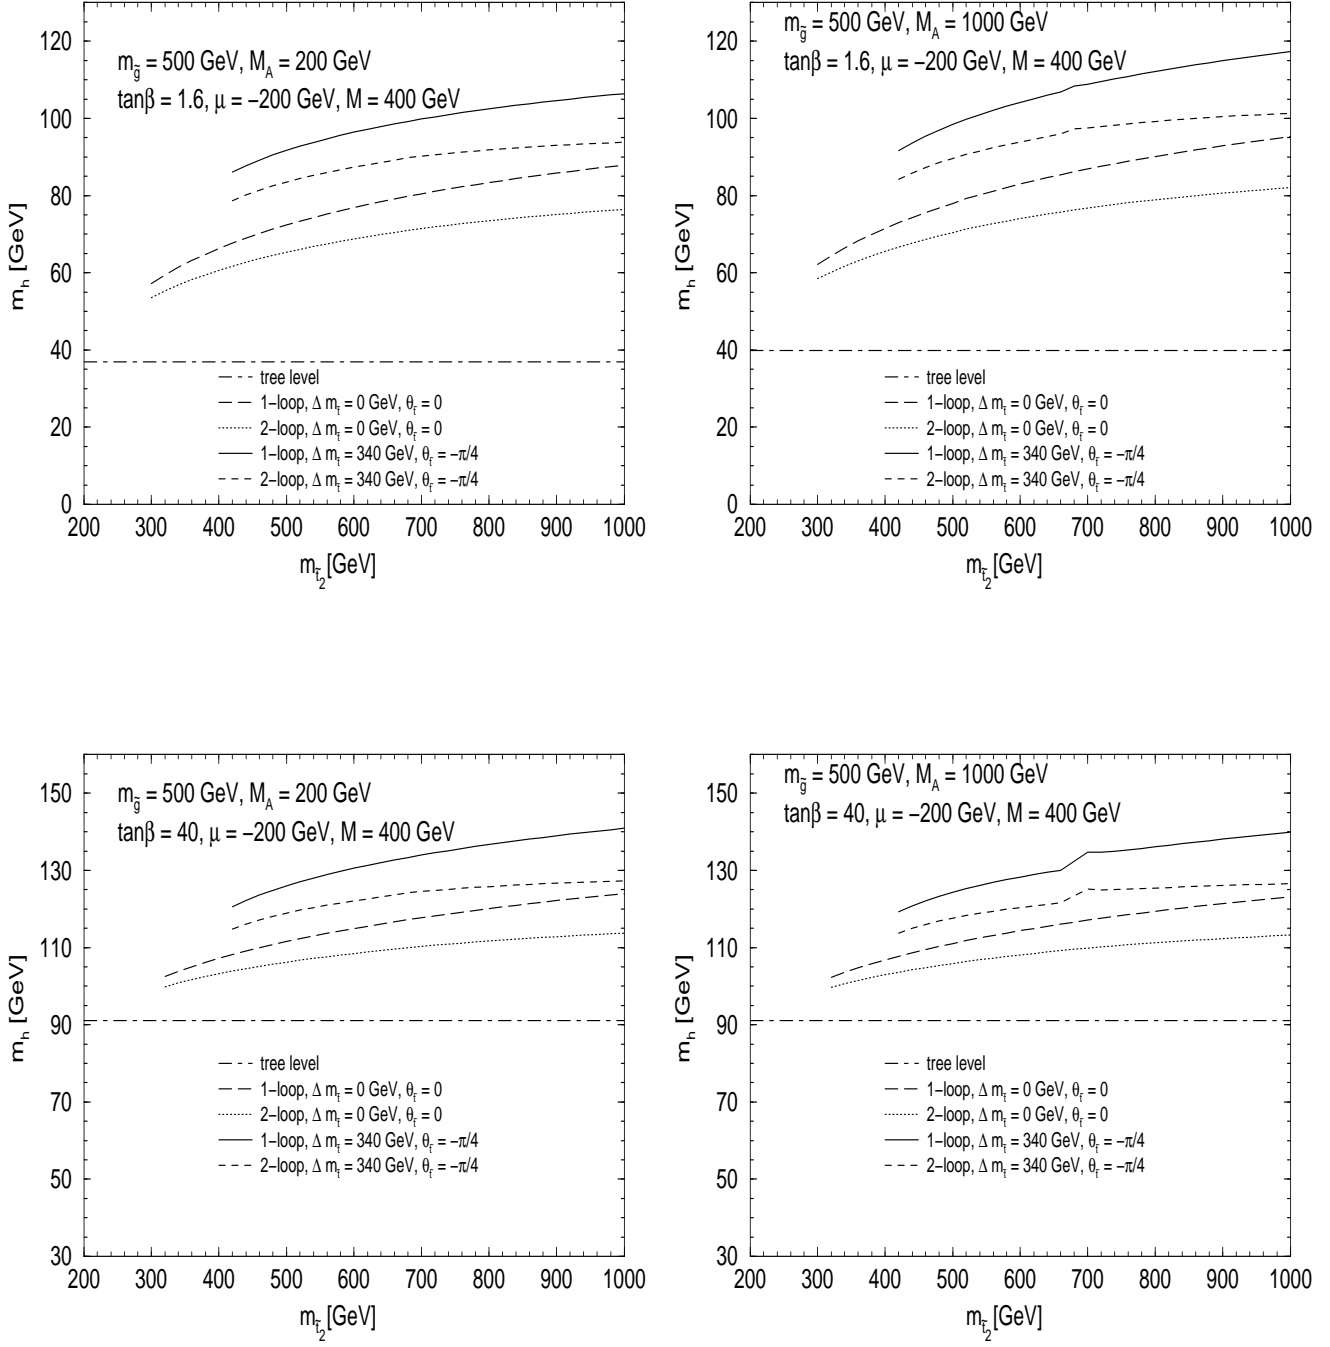 m_g̃ = 500 GeV, M_A = 200 GeV
tanβ = 1.6, μ = −200 GeV, M = 400 GeV
120
100
80
60
40
20
0
m_h [GeV]
tree level
1−loop, Δ m_t̃ = 0 GeV, θ_t̃ = 0
2−loop, Δ m_t̃ = 0 GeV, θ_t̃ = 0
1−loop, Δ m_t̃ = 340 GeV, θ_t̃ = −π/4
2−loop, Δ m_t̃ = 340 GeV, θ_t̃ = −π/4
200 300 400 500 600 700 800 900 1000
m_t̃_2 [GeV]
m_g̃ = 500 GeV, M_A = 1000 GeV
tanβ = 1.6, μ = −200 GeV, M = 400 GeV
120
100
80
60
40
20
0
m_h [GeV]
tree level
1−loop, Δ m_t̃ = 0 GeV, θ_t̃ = 0
2−loop, Δ m_t̃ = 0 GeV, θ_t̃ = 0
1−loop, Δ m_t̃ = 340 GeV, θ_t̃ = −π/4
2−loop, Δ m_t̃ = 340 GeV, θ_t̃ = −π/4
200 300 400 500 600 700 800 900 1000
m_t̃_2 [GeV]
m_g̃ = 500 GeV, M_A = 200 GeV
tanβ = 40, μ = −200 GeV, M = 400 GeV
150
130
110
90
70
50
30
m_h [GeV]
tree level
1−loop, Δ m_t̃ = 0 GeV, θ_t̃ = 0
2−loop, Δ m_t̃ = 0 GeV, θ_t̃ = 0
1−loop, Δ m_t̃ = 340 GeV, θ_t̃ = −π/4
2−loop, Δ m_t̃ = 340 GeV, θ_t̃ = −π/4
200 300 400 500 600 700 800 900 1000
m_t̃_2 [GeV]
m_g̃ = 500 GeV, M_A = 1000 GeV
tanβ = 40, μ = −200 GeV, M = 400 GeV
150
130
110
90
70
50
30
m_h [GeV]
tree level
1−loop, Δ m_t̃ = 0 GeV, θ_t̃ = 0
2−loop, Δ m_t̃ = 0 GeV, θ_t̃ = 0
1−loop, Δ m_t̃ = 340 GeV, θ_t̃ = −π/4
2−loop, Δ m_t̃ = 340 GeV, θ_t̃ = −π/4
200 300 400 500 600 700 800 900 1000
m_t̃_2 [GeV]